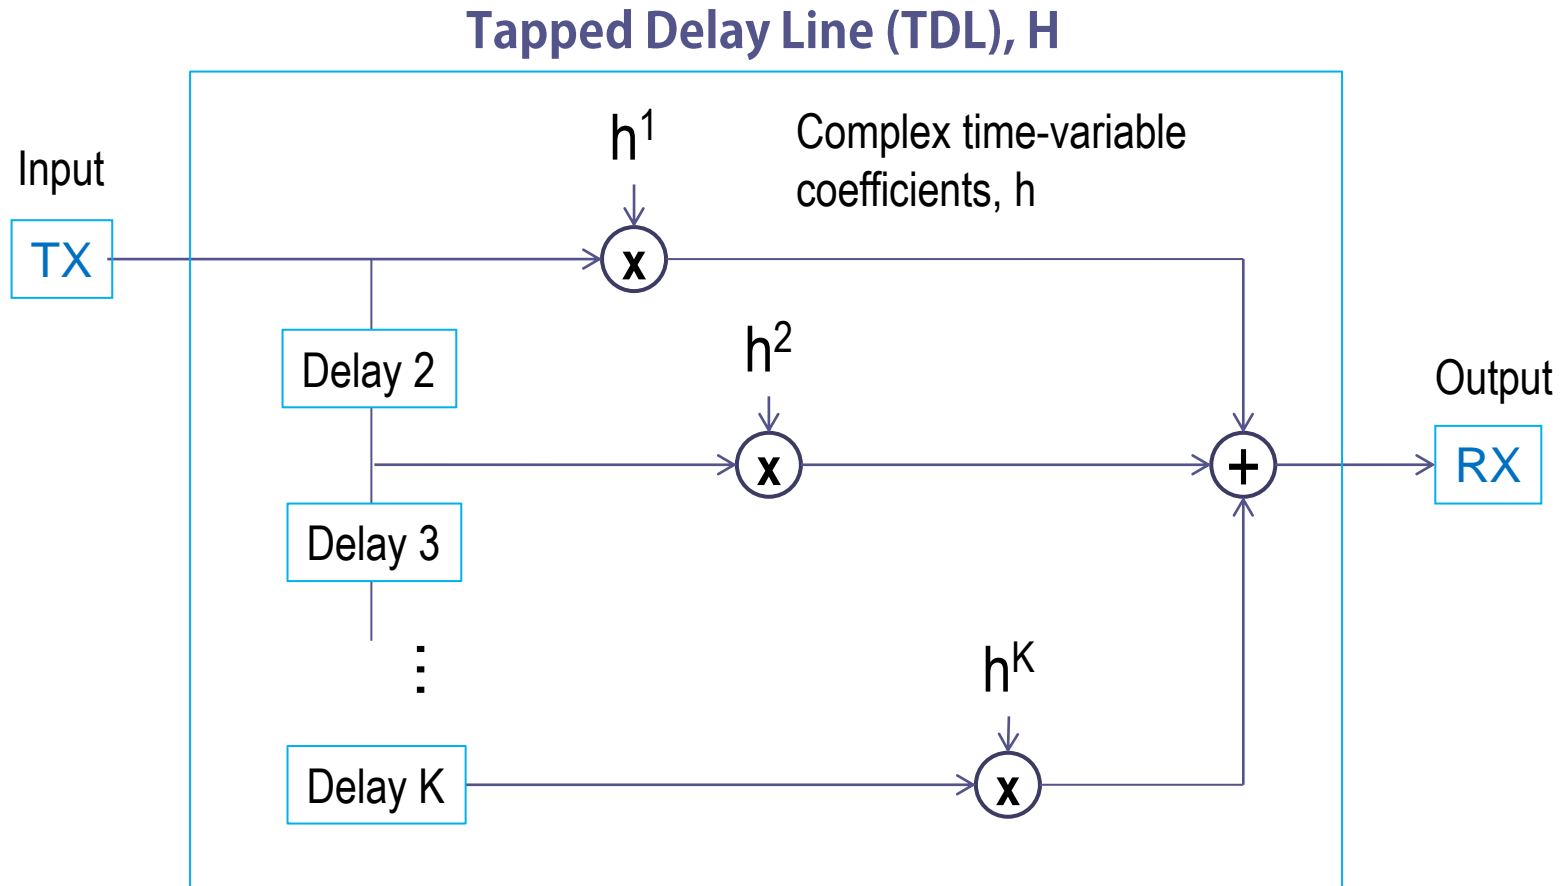 Tapped Delay Line (TDL), H
h¹
Complex time-variable
coefficients, h
Input
TX
x
h²
Delay 2
Output
x
+
RX
Delay 3
⋮
hᴷ
Delay K
x